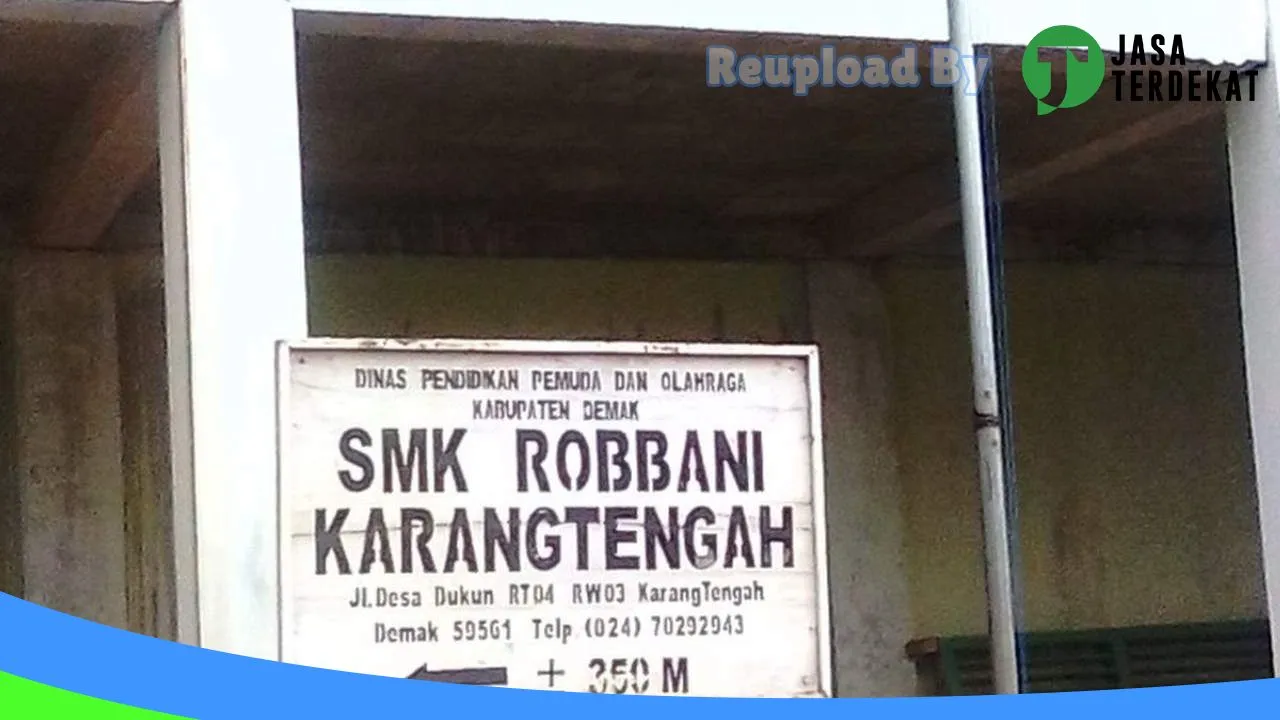 Reupload By
JASA
TERDEKAT
DINAS PENDIDIKAN PEMUDA DAN OLAHRAGA
KABUPATEN DEMAK
SMK ROBBANI
KARANGTENGAH
Jl. Desa Dukun RT04 RW03 KarangTengah
Demak 59561 Telp (024) 70292943
+ 350 M